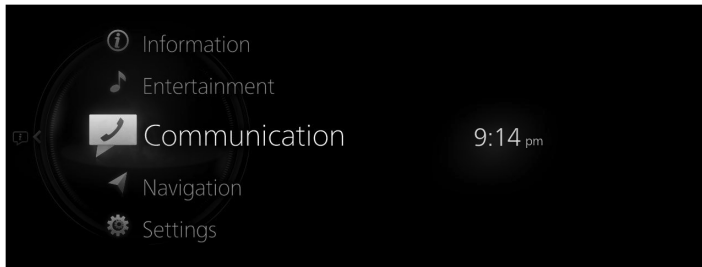 Information
Entertainment
Communication
9:14 pm
Navigation
Settings